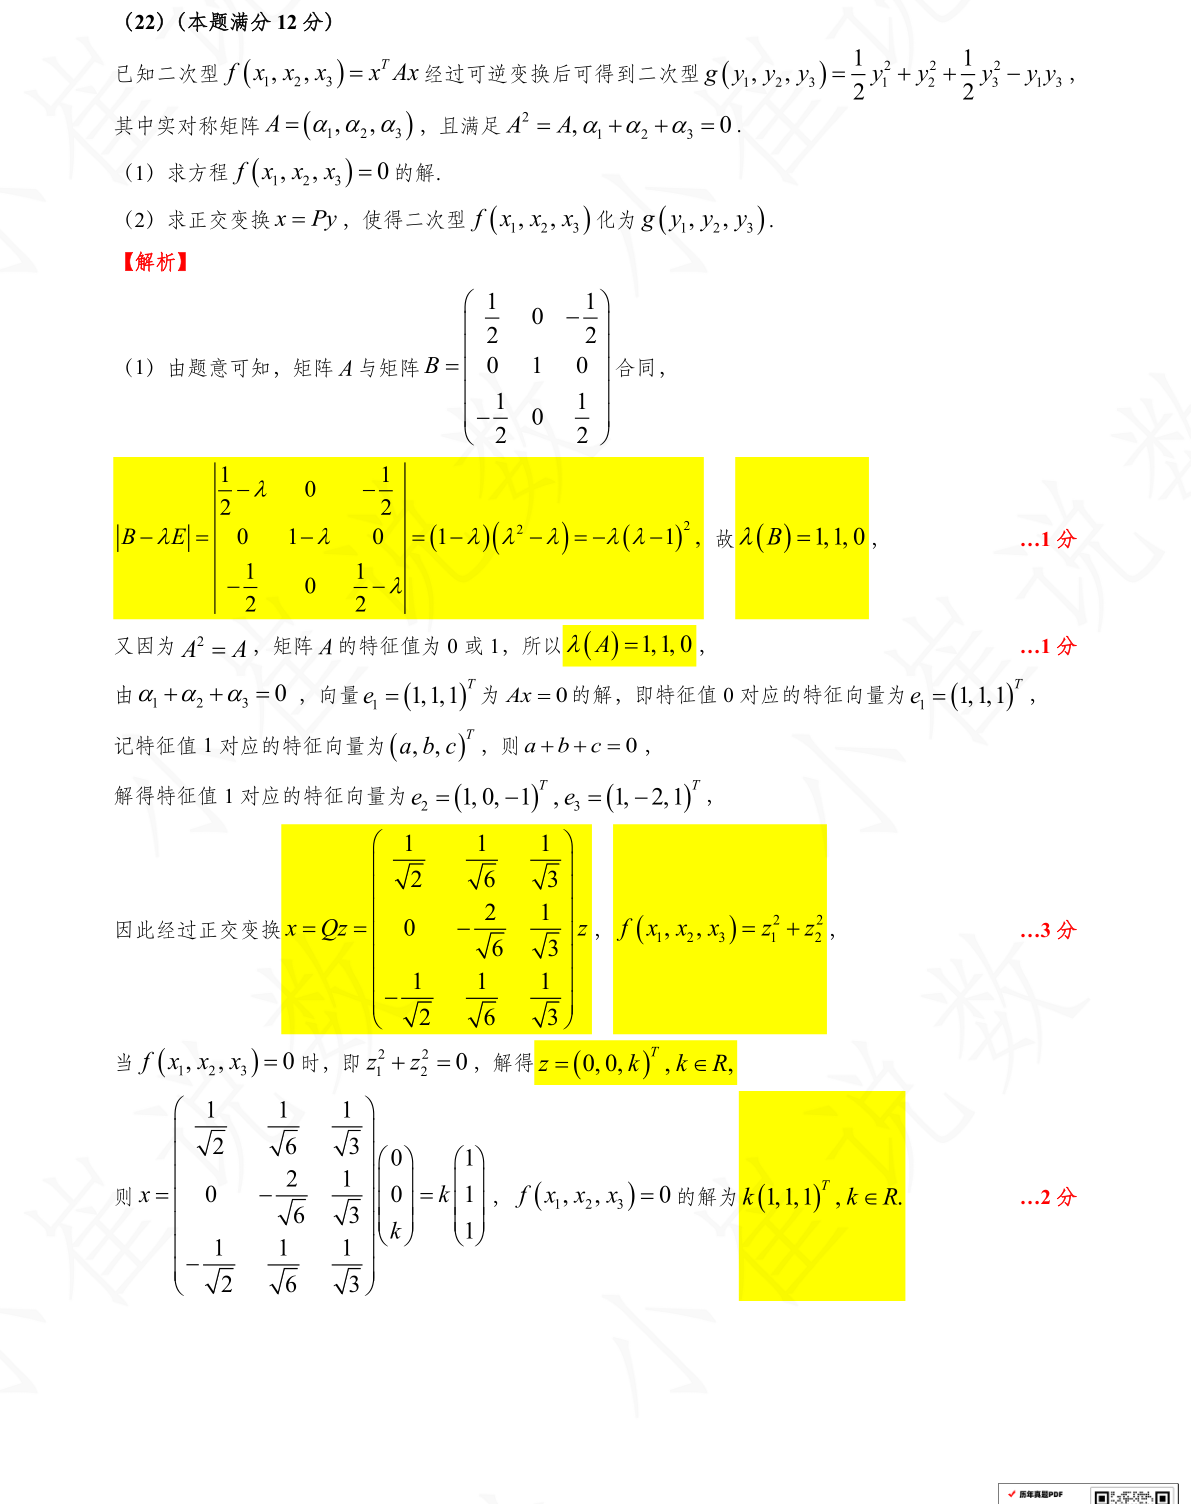 （22）（本题满分 12 分）
已知二次型 f(x₁, x₂, x₃) = xᵀAx 经过可逆变换后可得到二次型 g(y₁, y₂, y₃) = 1/2 y₁² + y₂² + 1/2 y₃² − y₁y₃，
其中实对称矩阵 A = (α₁, α₂, α₃)，且满足 A² = A, α₁ + α₂ + α₃ = 0．
（1）求方程 f(x₁, x₂, x₃) = 0 的解．
（2）求正交变换 x = Py，使得二次型 f(x₁, x₂, x₃) 化为 g(y₁, y₂, y₃)．
【解析】
（1）由题意可知，矩阵 A 与矩阵 B = (1/2 0 −1/2; 0 1 0; −1/2 0 1/2) 合同，
|B − λE| = |1/2−λ 0 −1/2; 0 1−λ 0; −1/2 0 1/2−λ| = (1−λ)(λ²−λ) = −λ(λ−1)²，故 λ(B) = 1, 1, 0， …1 分
又因为 A² = A，矩阵 A 的特征值为 0 或 1，所以 λ(A) = 1, 1, 0， …1 分
由 α₁ + α₂ + α₃ = 0，向量 e₁ = (1, 1, 1)ᵀ 为 Ax = 0 的解，即特征值 0 对应的特征向量为 e₁ = (1, 1, 1)ᵀ，
记特征值 1 对应的特征向量为 (a, b, c)ᵀ，则 a + b + c = 0，
解得特征值 1 对应的特征向量为 e₂ = (1, 0, −1)ᵀ, e₃ = (1, −2, 1)ᵀ，
因此经过正交变换 x = Qz = (1/√2 1/√6 1/√3; 0 −2/√6 1/√3; −1/√2 1/√6 1/√3) z，f(x₁, x₂, x₃) = z₁² + z₂²， …3 分
当 f(x₁, x₂, x₃) = 0 时，即 z₁² + z₂² = 0，解得 z = (0, 0, k)ᵀ, k ∈ R,
则 x = (1/√2 1/√6 1/√3; 0 −2/√6 1/√3; −1/√2 1/√6 1/√3) (0; 0; k) = k (1; 1; 1)，f(x₁, x₂, x₃) = 0 的解为 k(1, 1, 1)ᵀ, k ∈ R. …2 分
历年真题PDF
小崔说数